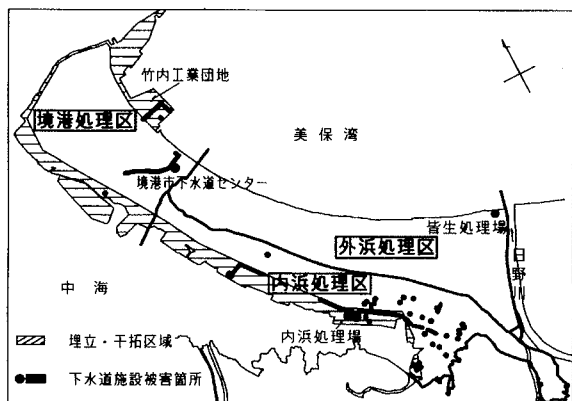 竹内工業団地
境港処理区
美保湾
境港市下水道センター
皆生処理場
外浜処理区
日野川
内浜処理区
中海
内浜処理場
埋立・干拓区域
下水道施設被害箇所